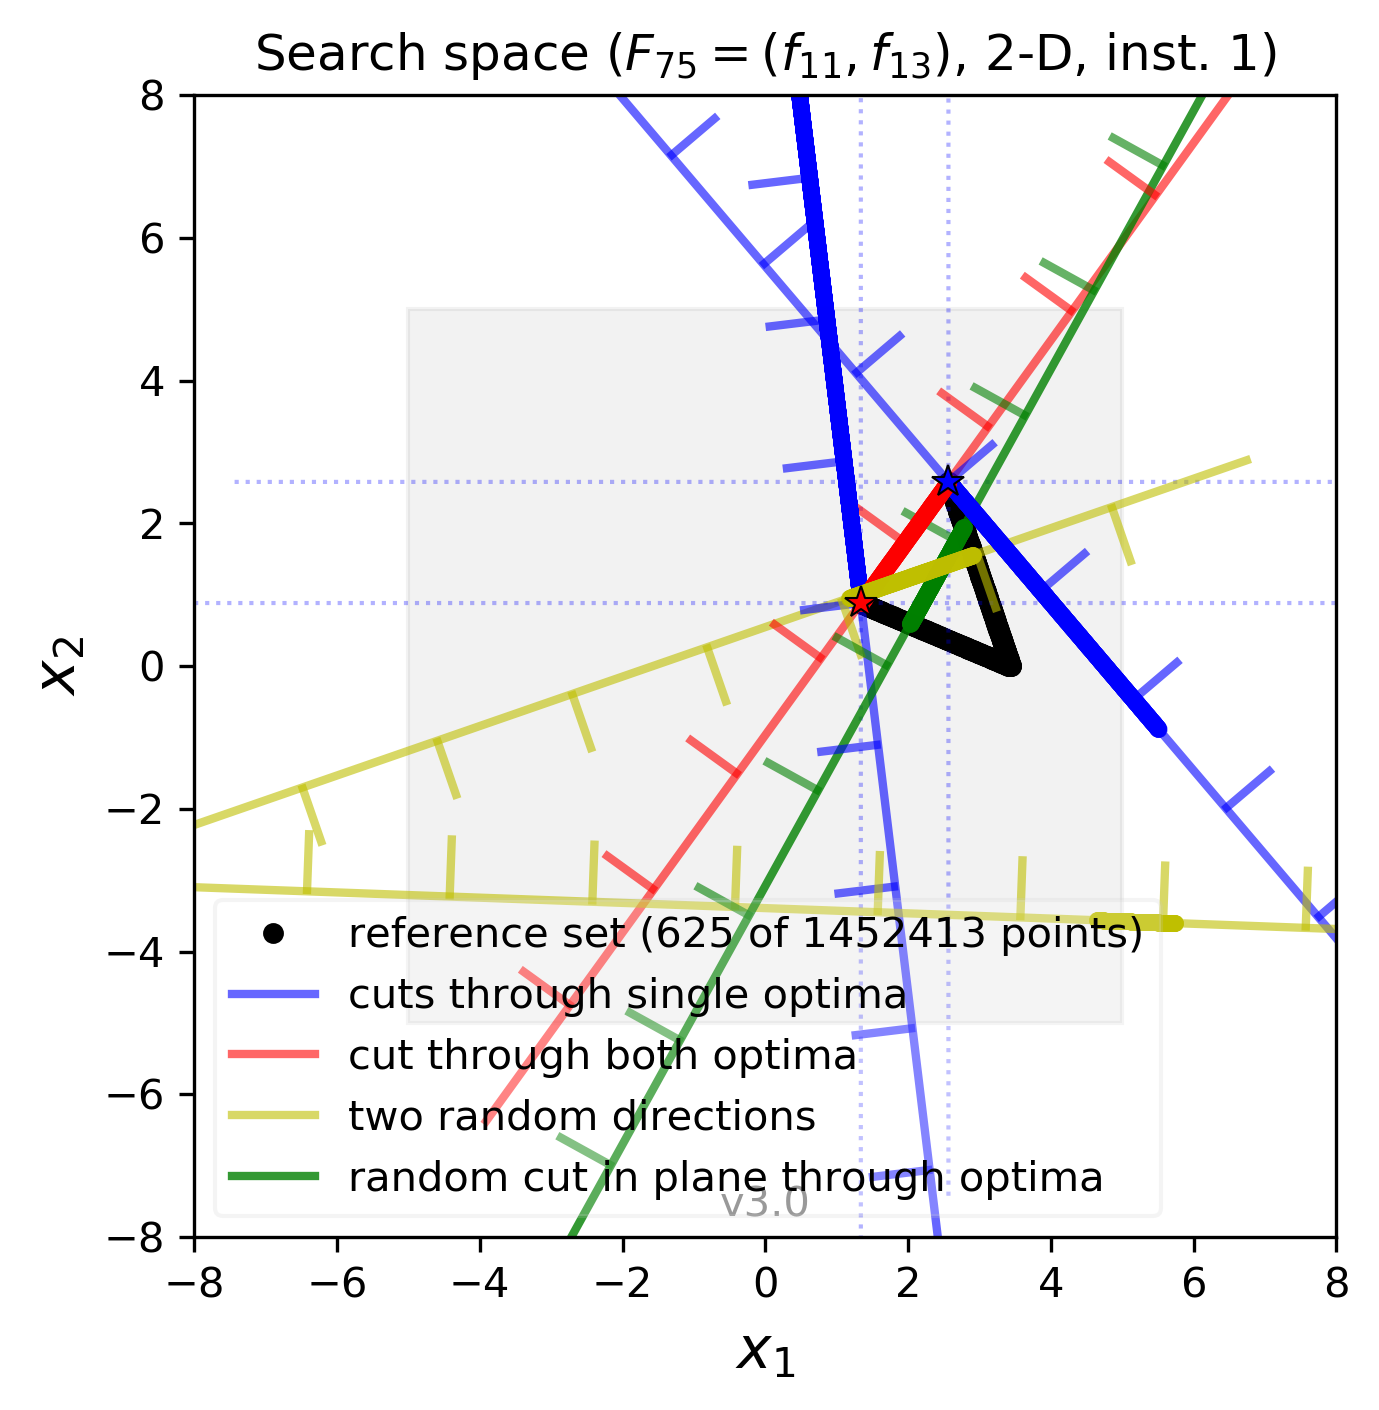 Search space (F75 = (f11, f13), 2-D, inst. 1)
8
6
4
2
0
−2
−4
−6
−8
x2
reference set (625 of 1452413 points)
cuts through single optima
cut through both optima
two random directions
random cut in plane through optima
v3.0
−8 −6 −4 −2 0 2 4 6 8
x1